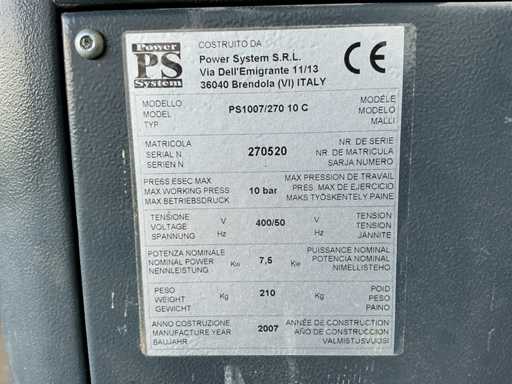 Power
PS
System
COSTRUITO DA
Power System S.R.L.
Via Dell'Emigrante 11/13
36040 Brendola (VI) ITALY
CE
MODELLO
MODEL
TYP
PS1007/270 10 C
MODÈLE
MODELO
MALLI
MATRICOLA
SERIAL N
SERIEN N
270520
NR. DE SERIE
NR. DE MATRICULA
SARJA NUMERO
PRESS ESEC MAX
MAX WORKING PRESS
MAX BETRIEBSDRUCK
10 bar
MAX PRESSION DE TRAVAIL
PRES. MAX DE EJERCICIO
MAKS TYÖSKENTELY PAINE
TENSIONE
VOLTAGE
SPANNUNG
V
Hz
400/50
V
Hz
TENSION
TENSION
JÄNNITE
POTENZA NOMINALE
NOMINAL POWER
NENNLEISTUNG
Kw
7,5
Kw
PUISSANCE NOMINAL
POTENCIA NOMINAL
NIMELLISTEHO
PESO
WEIGHT
GEWICHT
Kg
210
Kg
POID
PESO
PAINO
ANNO COSTRUZIONE
MANUFACTURE YEAR
BAUJAHR
2007
ANNÉE DE CONSTRUCTION
AÑO DE CONSTRUCION
VALMISTUSVUOSI